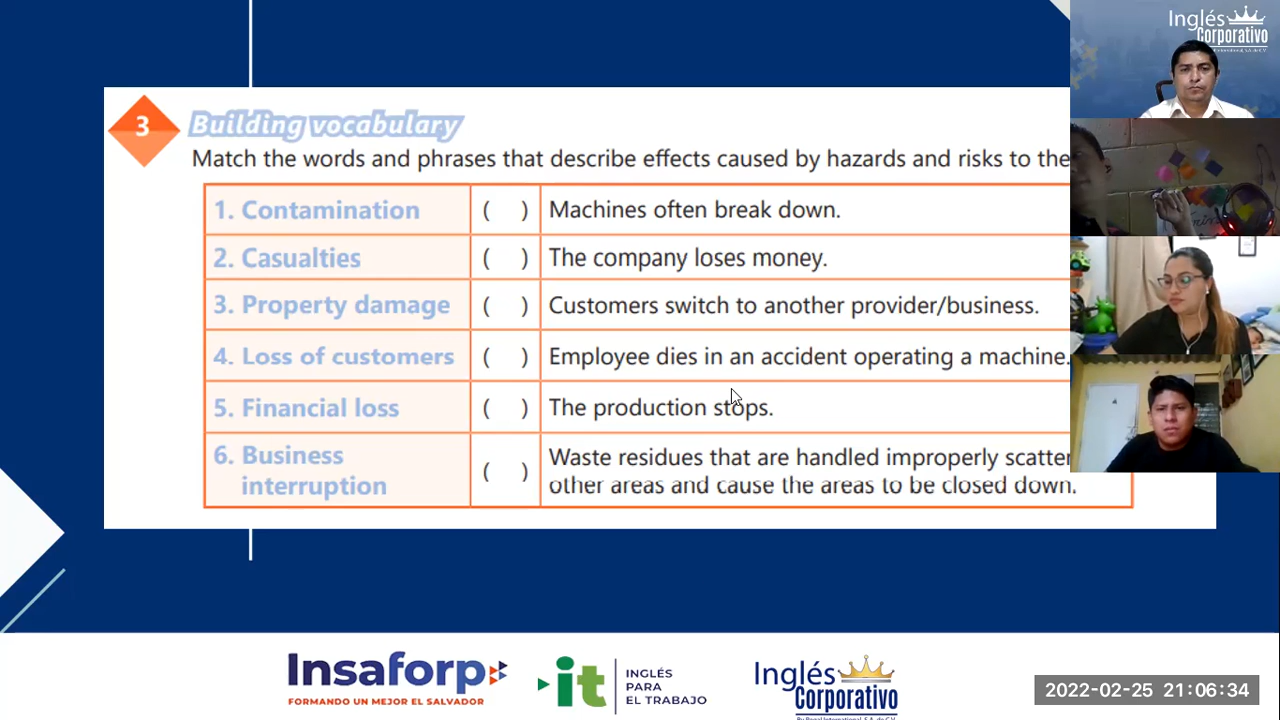 Inglés
Corporativo
3
Building vocabulary
Match the words and phrases that describe effects caused by hazards and risks to the
1. Contamination ( ) Machines often break down.
2. Casualties ( ) The company loses money.
3. Property damage ( ) Customers switch to another provider/business.
4. Loss of customers ( ) Employee dies in an accident operating a machine.
5. Financial loss ( ) The production stops.
6. Business interruption ( ) Waste residues that are handled improperly scatter
other areas and cause the areas to be closed down.
Insaforp
FORMANDO UN MEJOR EL SALVADOR
it
INGLÉS
PARA
EL TRABAJO
Inglés
Corporativo
2022-02-25 21:06:34